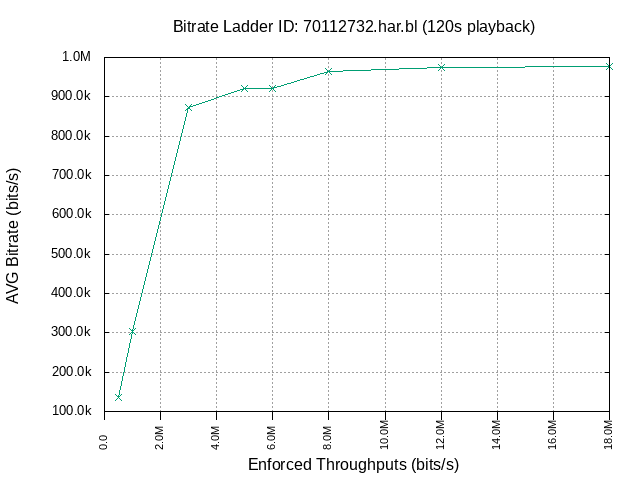 Bitrate Ladder ID: 70112732.har.bl (120s playback)
1.0M
900.0k
800.0k
700.0k
600.0k
500.0k
400.0k
300.0k
200.0k
100.0k
AVG Bitrate (bits/s)
0.0
2.0M
4.0M
6.0M
8.0M
10.0M
12.0M
14.0M
16.0M
18.0M
Enforced Throughputs (bits/s)